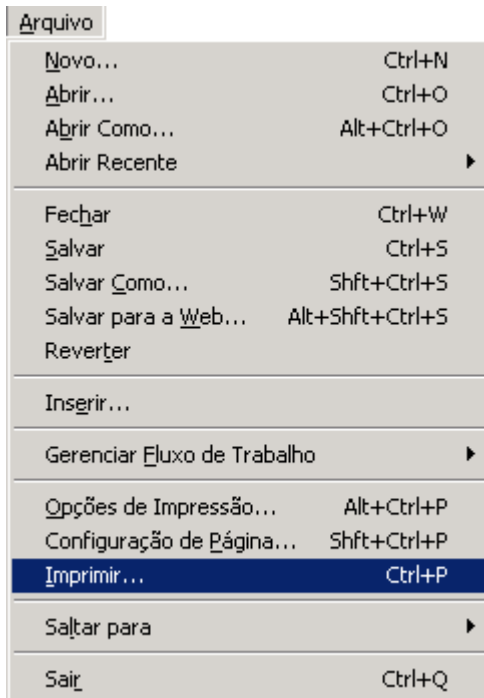 Arquivo
Novo... Ctrl+N
Abrir... Ctrl+O
Abrir Como... Alt+Ctrl+O
Abrir Recente
Fechar Ctrl+W
Salvar Ctrl+S
Salvar Como... Shft+Ctrl+S
Salvar para a Web... Alt+Shft+Ctrl+S
Reverter
Inserir...
Gerenciar Fluxo de Trabalho
Opções de Impressão... Alt+Ctrl+P
Configuração de Página... Shft+Ctrl+P
Imprimir... Ctrl+P
Saltar para
Sair Ctrl+Q